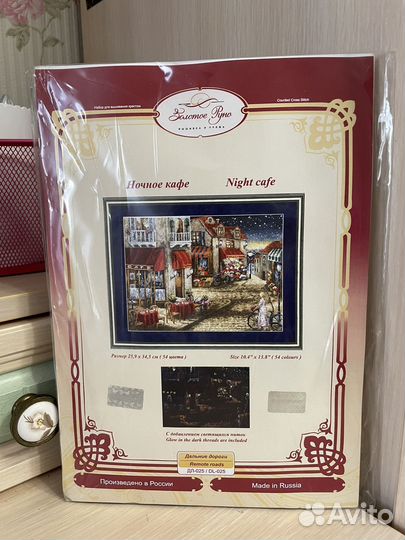 Набор для вышивания крестом
Counted Cross Stitch
Золотое Руно
Ночное кафе Night cafe
Размер 25,9 x 34,5 см ( 54 цвета ) Size 10.4" x 13.8" ( 54 colours )
С добавлением светящихся ниток
Glow in the dark threads are included
Дальние дороги
Remote roads
ДЛ-025 / DL-025
Произведено в России Made in Russia
Avito